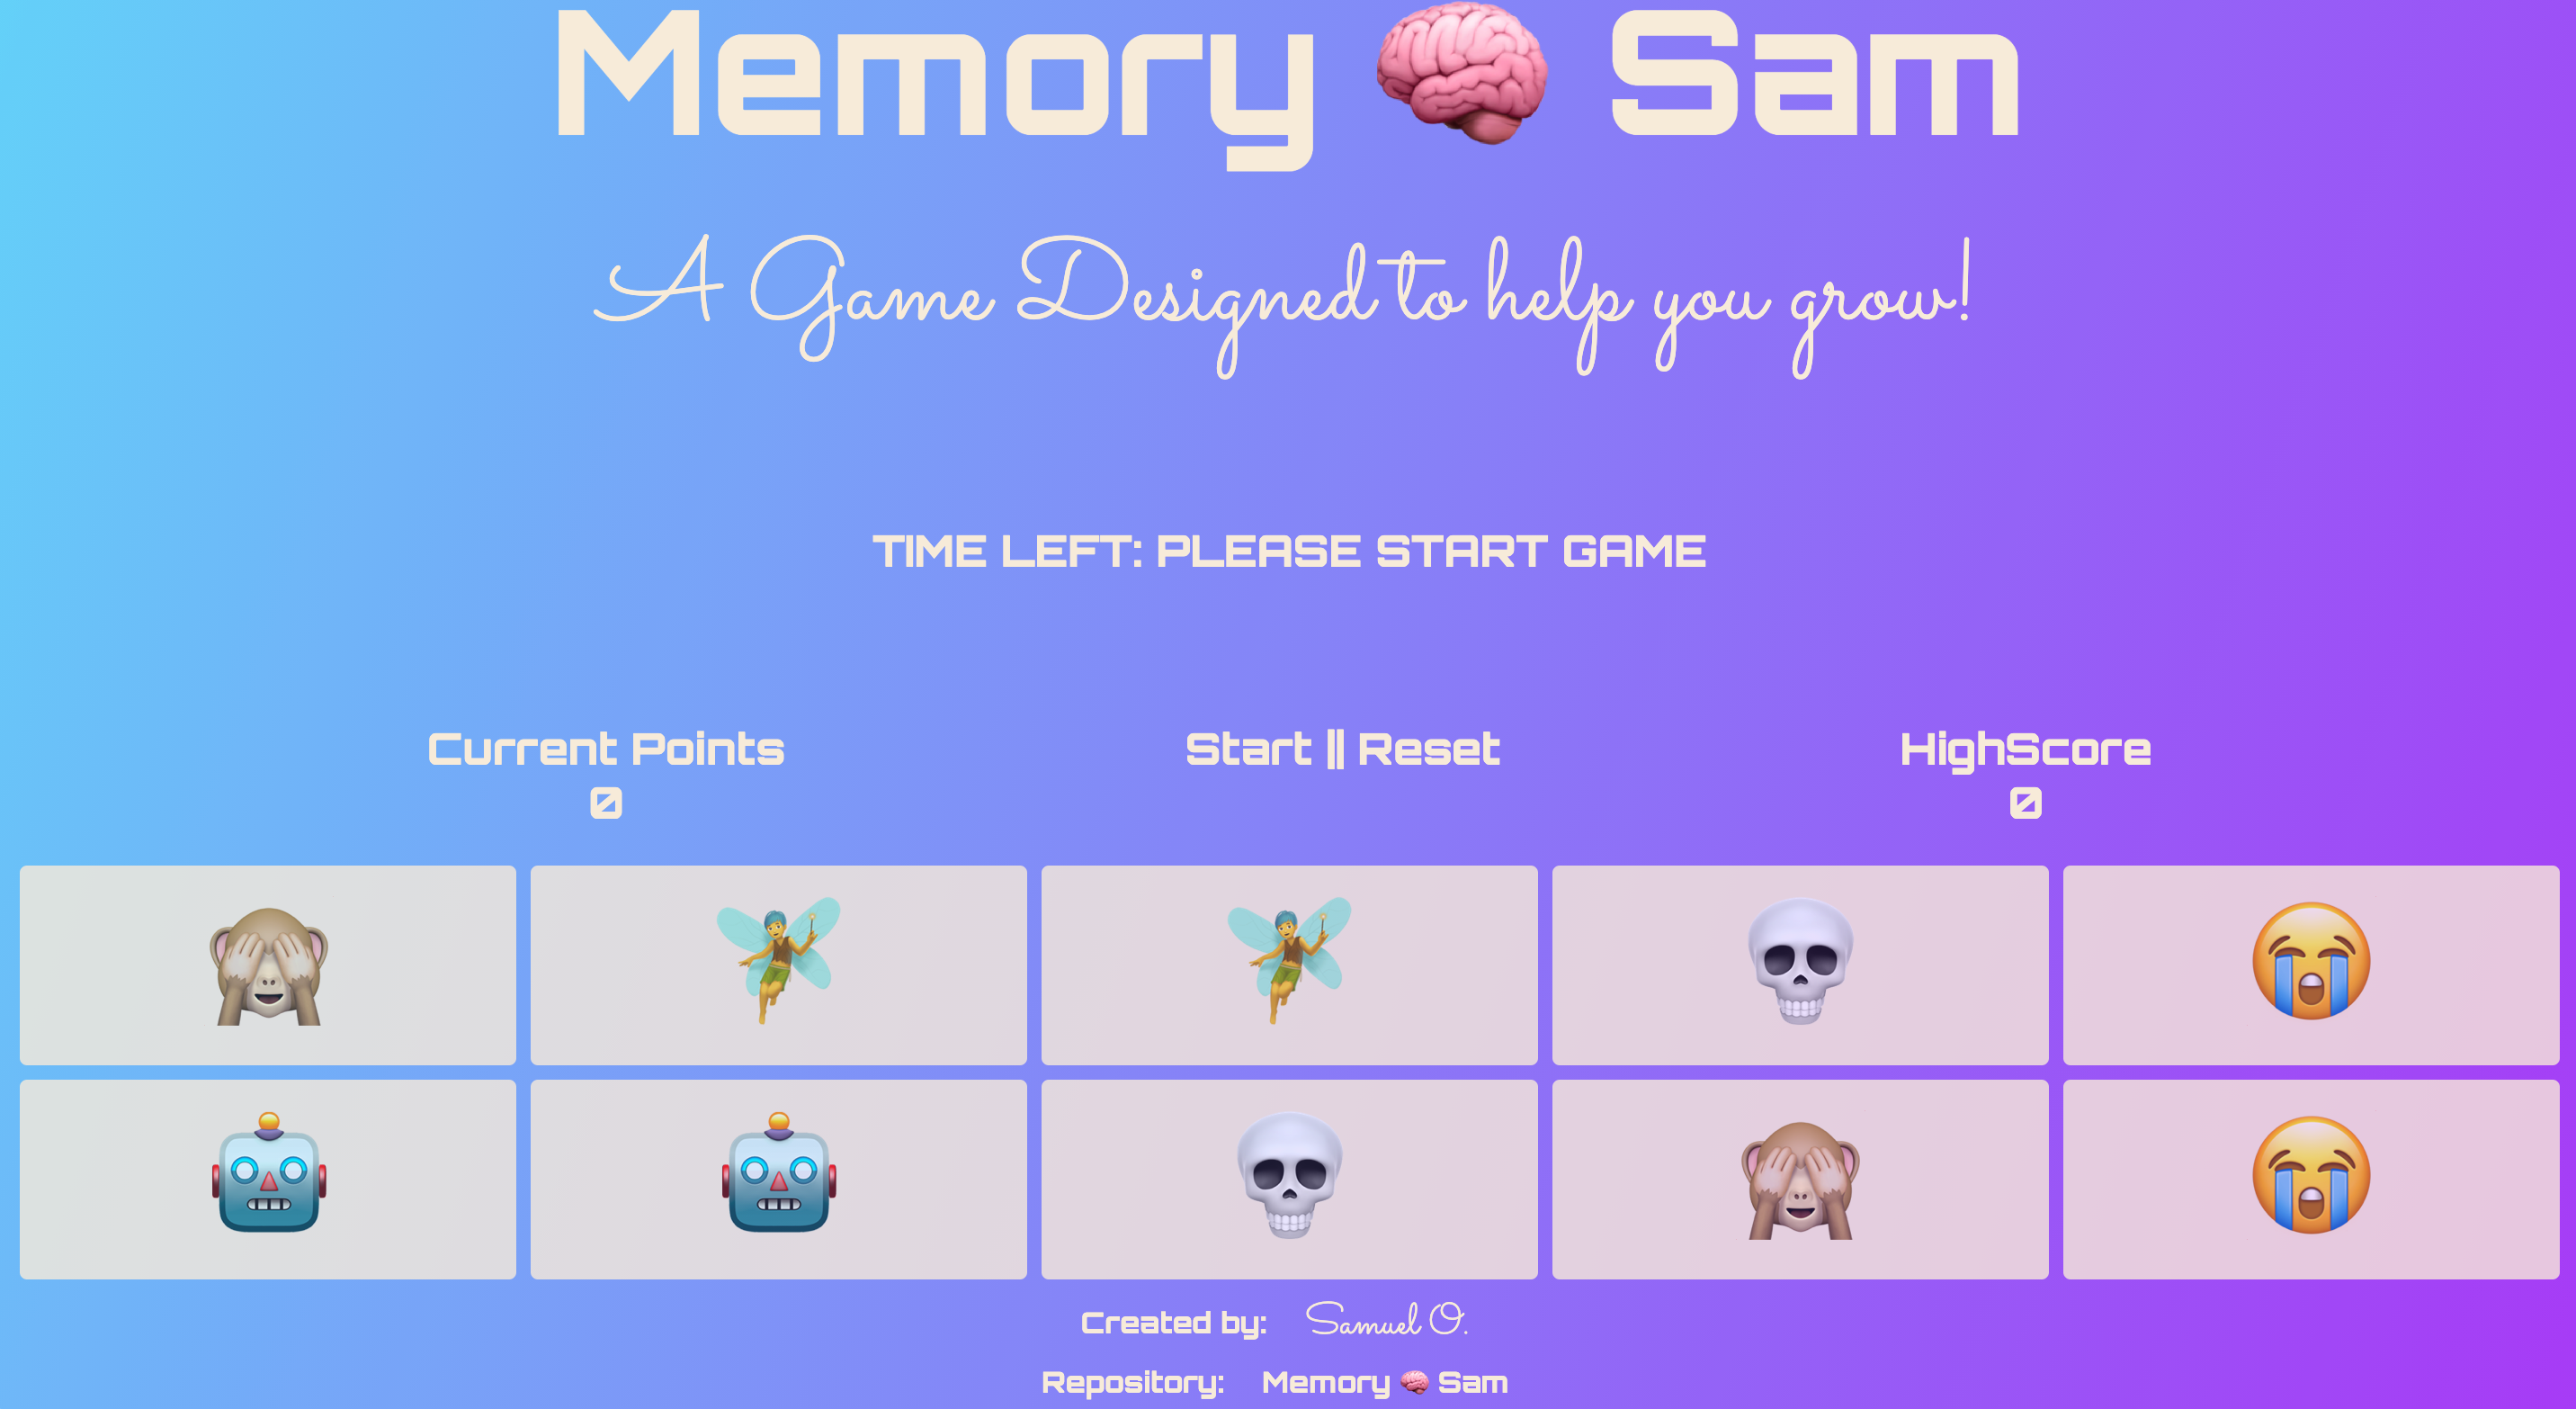 Memory 🧠 Sam
A Game Designed to help you grow!
TIME LEFT: PLEASE START GAME
Current Points
0
Start || Reset
HighScore
0
Created by: Samuel O.
Repository: Memory 🧠 Sam